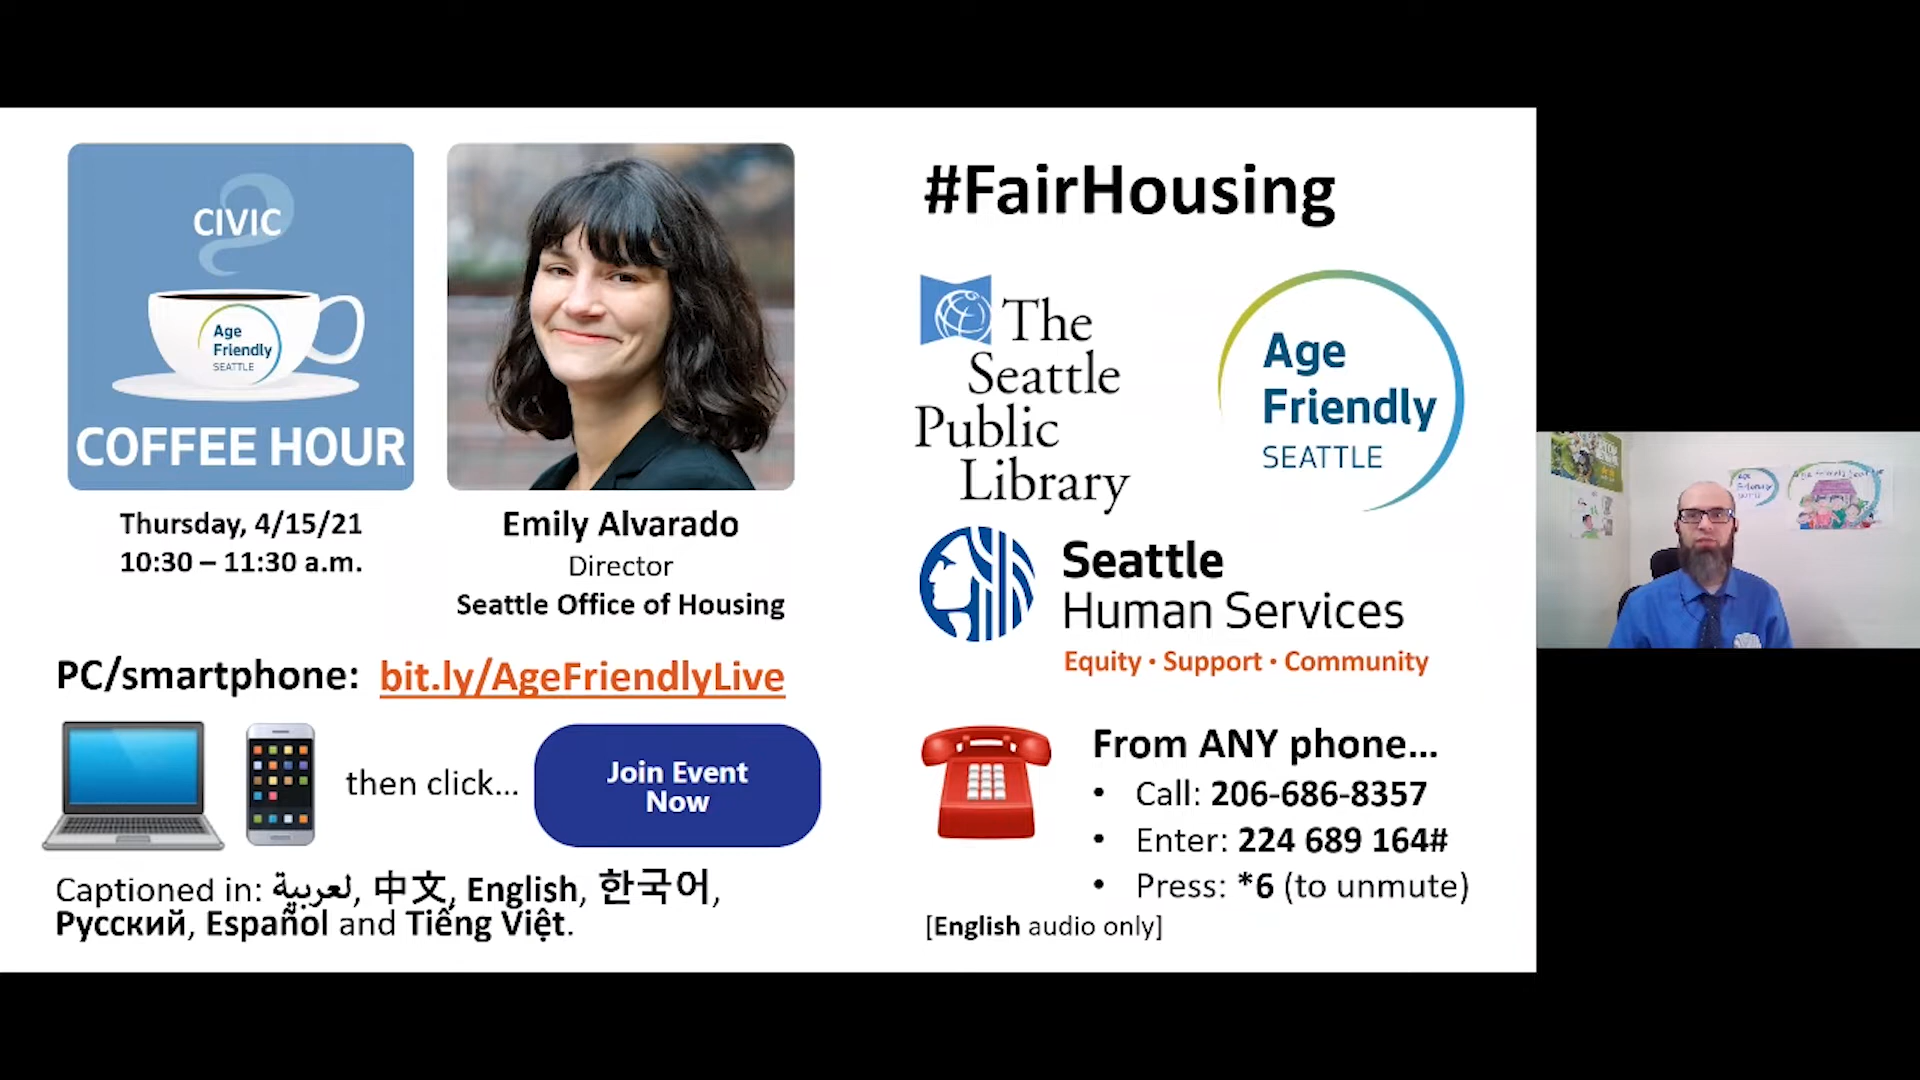 CIVIC
Age
Friendly
SEATTLE
COFFEE HOUR
Thursday, 4/15/21
10:30 – 11:30 a.m.
Emily Alvarado
Director
Seattle Office of Housing
PC/smartphone: bit.ly/AgeFriendlyLive
then click...
Join Event
Now
Captioned in: لعربية, 中文, English, 한국어,
Русский, Español and Tiếng Việt.
#FairHousing
The
Seattle
Public
Library
Age
Friendly
SEATTLE
Seattle
Human Services
Equity · Support · Community
From ANY phone...
• Call: 206-686-8357
• Enter: 224 689 164#
• Press: *6 (to unmute)
[English audio only]
Age
Friendly